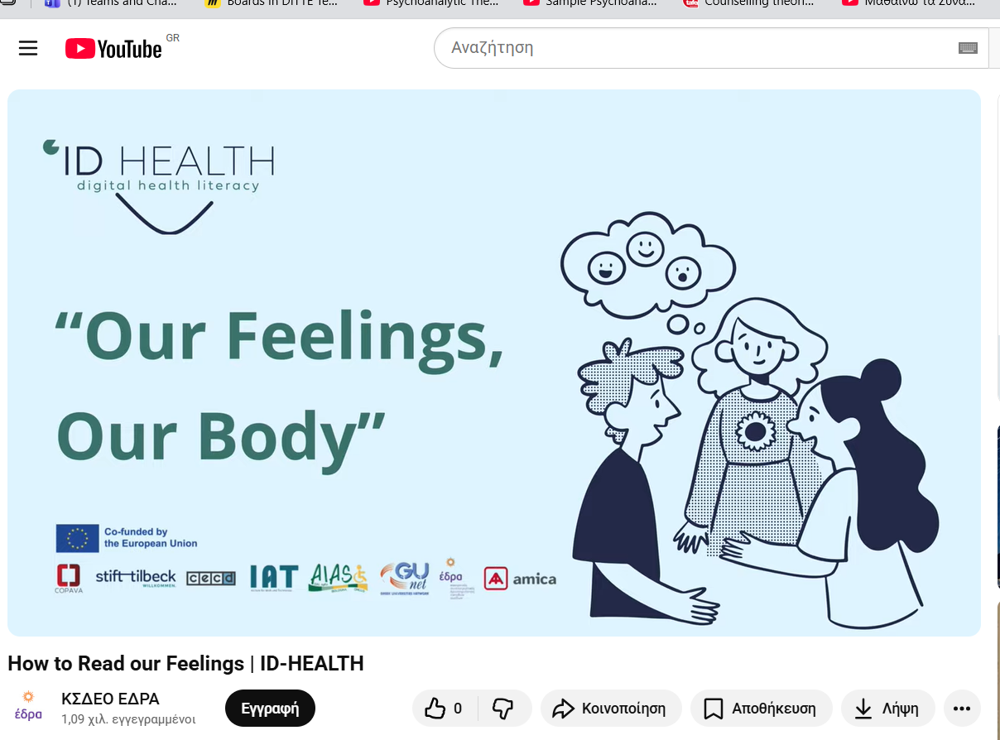 (1) Teams and Cha... Boards in DITTE Te... Psychoanalytic The... Sample Psychoana... Counselling theori... Μαθαίνω τα Συνα...
YouTube GR
Αναζήτηση
ID HEALTH
digital health literacy
“Our Feelings,
Our Body”
Co-funded by
the European Union
COPAVA stift tilbeck WILLKOMMEN. cecd IAT AIAS GUnet έδρα amica
How to Read our Feelings | ID-HEALTH
έδρα
ΚΣΔΕΟ ΕΔΡΑ
1,09 χιλ. εγγεγραμμένοι
Εγγραφή
0
Κοινοποίηση
Αποθήκευση
Λήψη